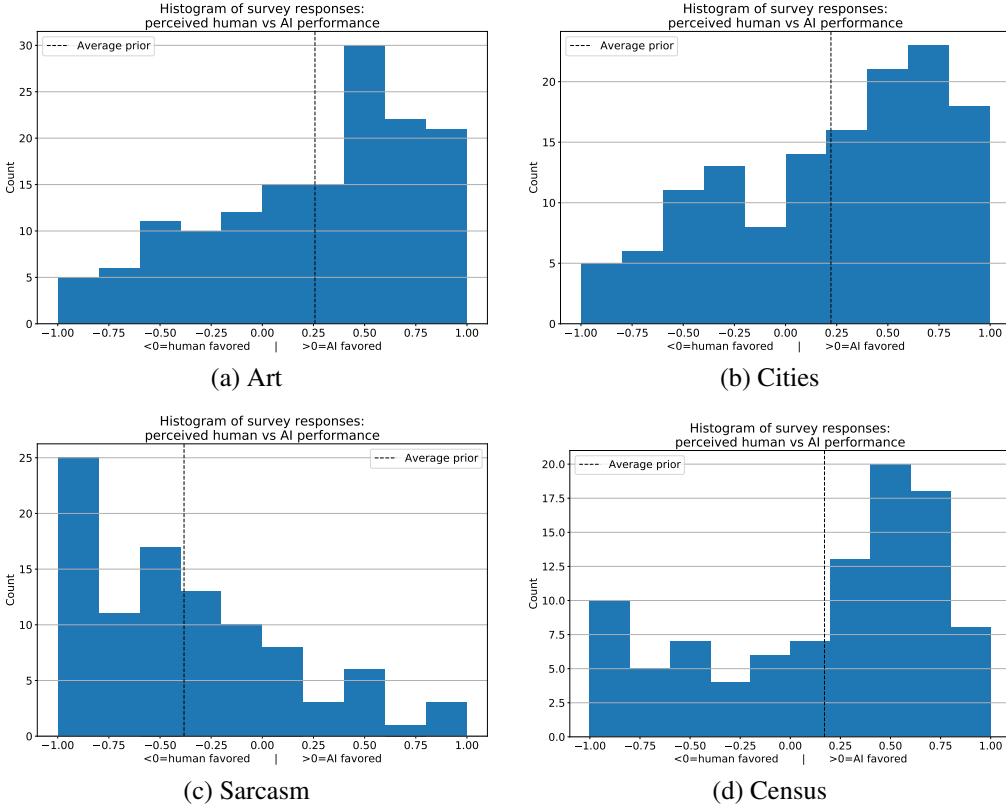 Histogram of survey responses:
perceived human vs AI performance
Average prior
30
25
20
15
10
5
0
Count
−1.00 −0.75 −0.50 −0.25 0.00 0.25 0.50 0.75 1.00
<0=human favored | >0=AI favored
(a) Art
Histogram of survey responses:
perceived human vs AI performance
Average prior
20
15
10
5
0
Count
−1.00 −0.75 −0.50 −0.25 0.00 0.25 0.50 0.75 1.00
<0=human favored | >0=AI favored
(b) Cities
Histogram of survey responses:
perceived human vs AI performance
Average prior
25
20
15
10
5
0
Count
−1.00 −0.75 −0.50 −0.25 0.00 0.25 0.50 0.75 1.00
<0=human favored | >0=AI favored
(c) Sarcasm
Histogram of survey responses:
perceived human vs AI performance
Average prior
20.0
17.5
15.0
12.5
10.0
7.5
5.0
2.5
0.0
Count
−1.00 −0.75 −0.50 −0.25 0.00 0.25 0.50 0.75 1.00
<0=human favored | >0=AI favored
(d) Census